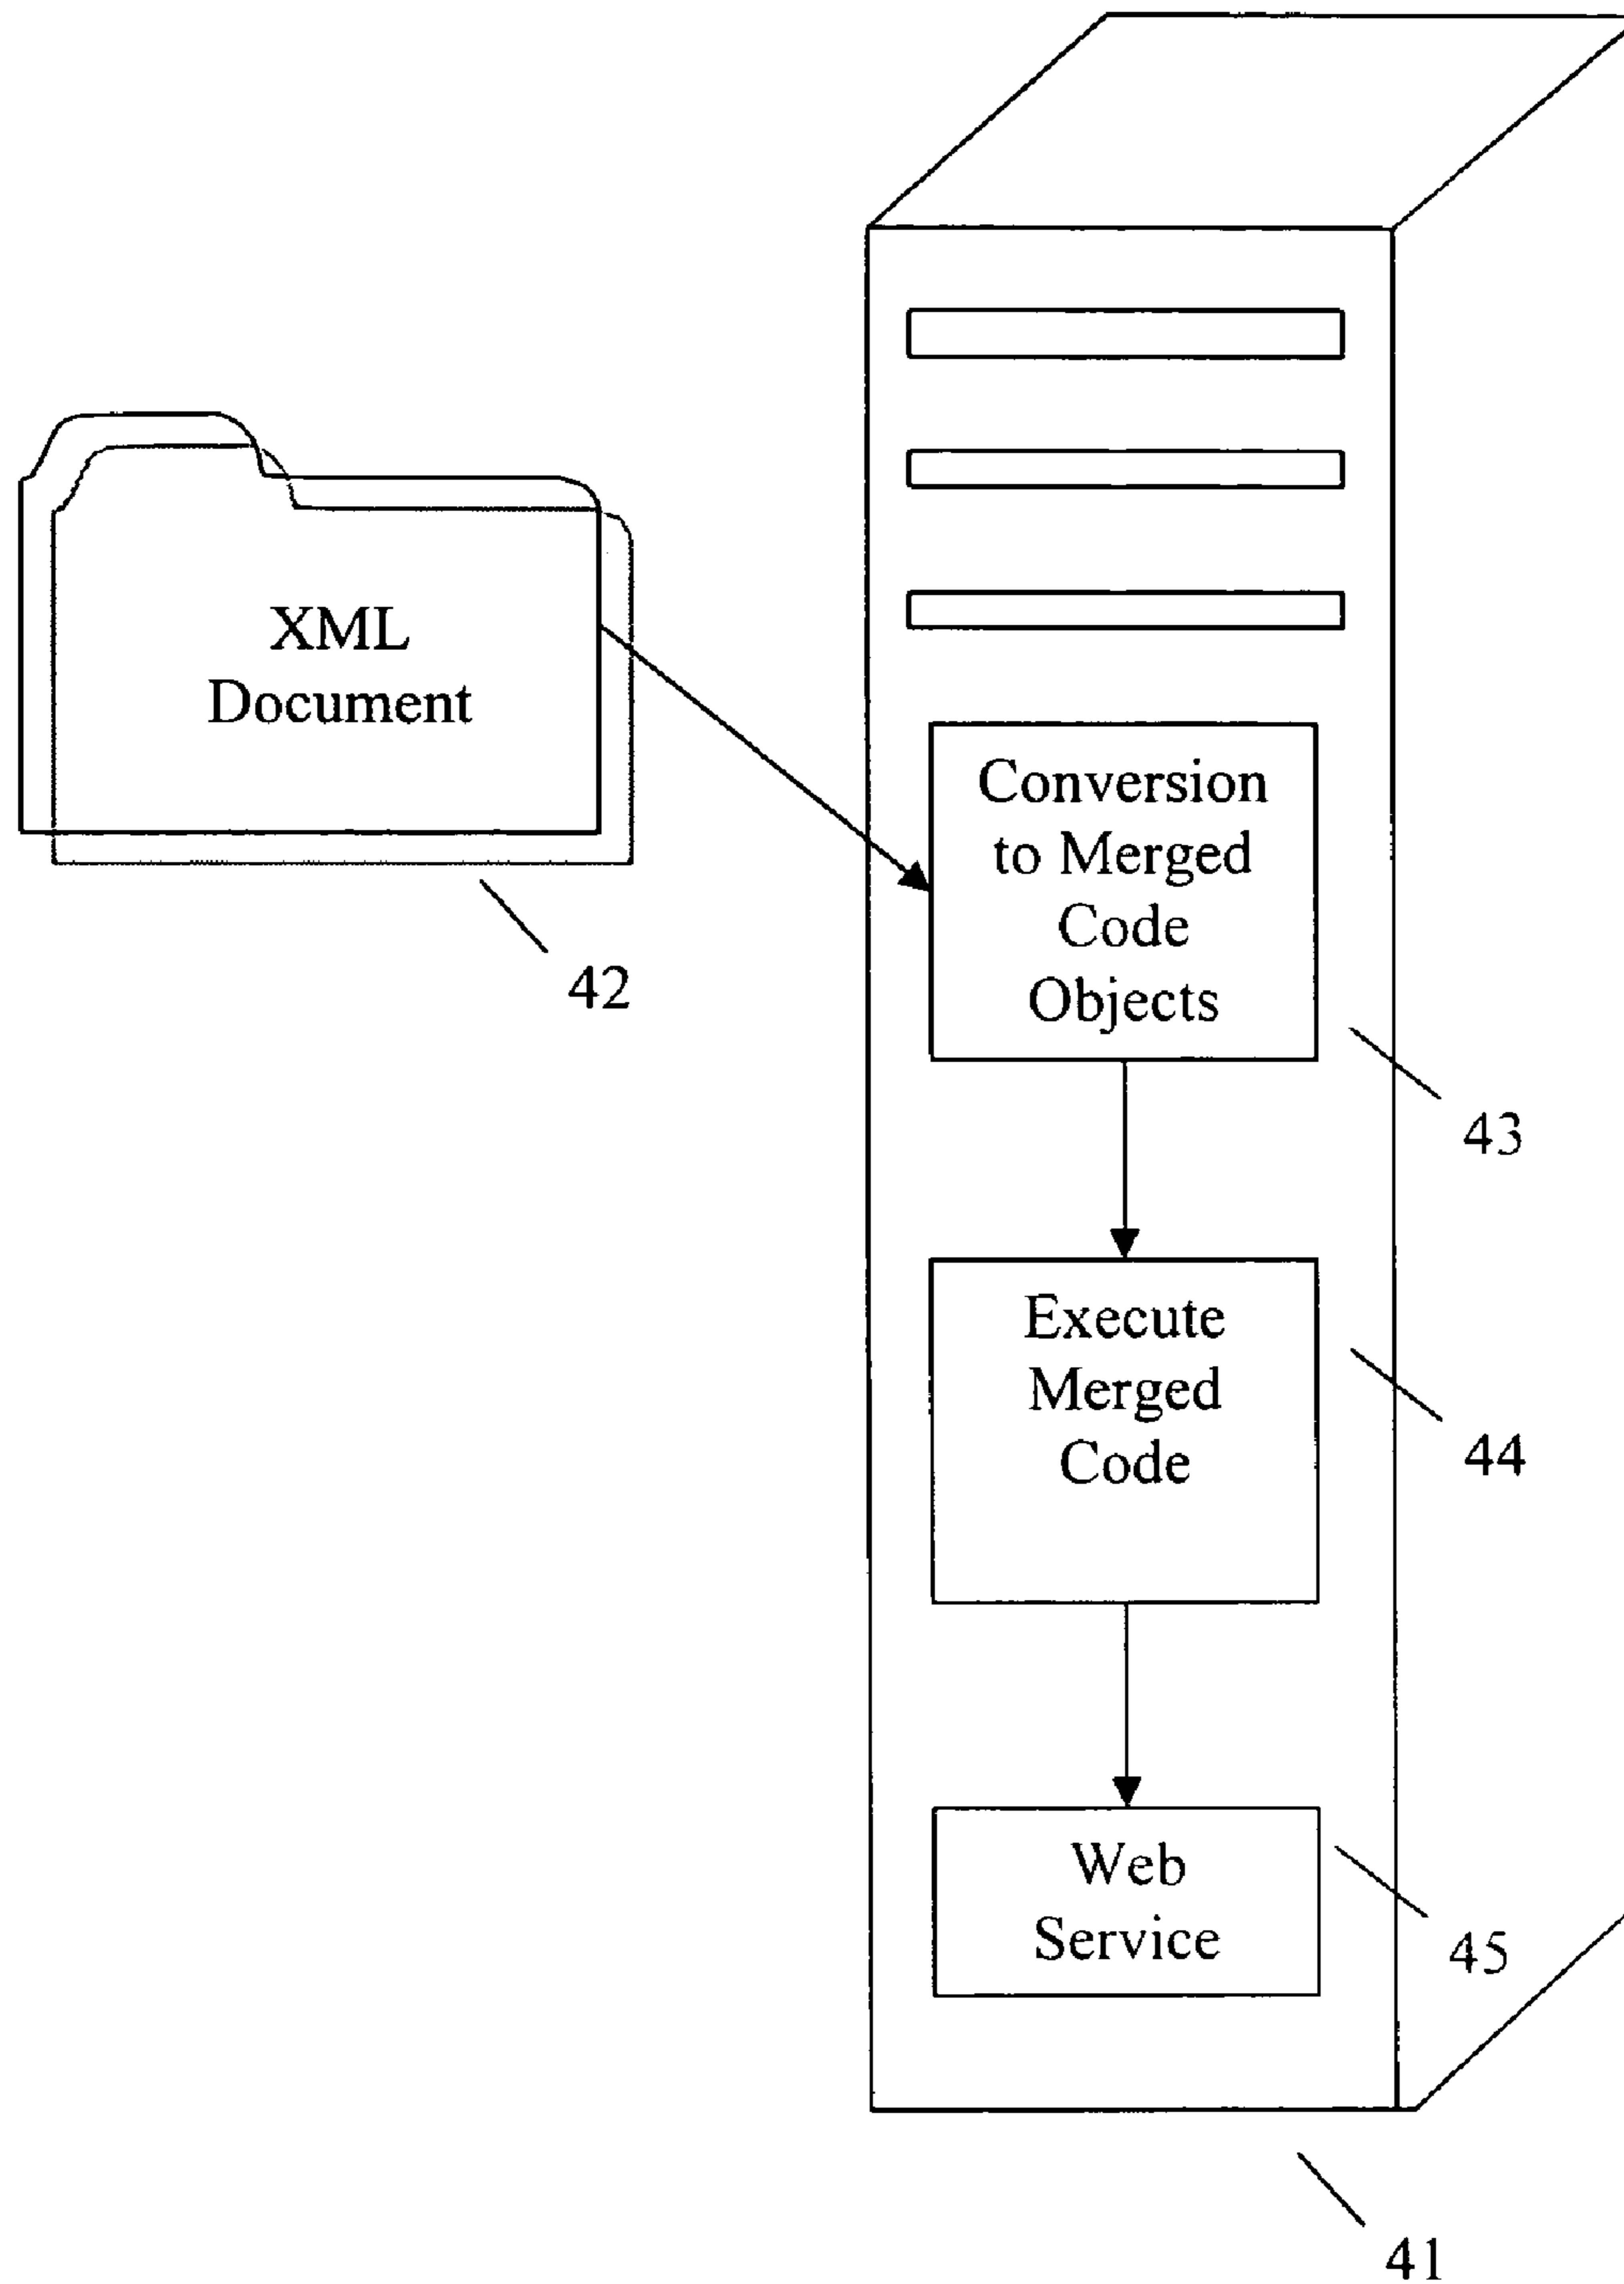 XML
Document
42
Conversion
to Merged
Code
Objects
43
Execute
Merged
Code
44
Web
Service
45
41